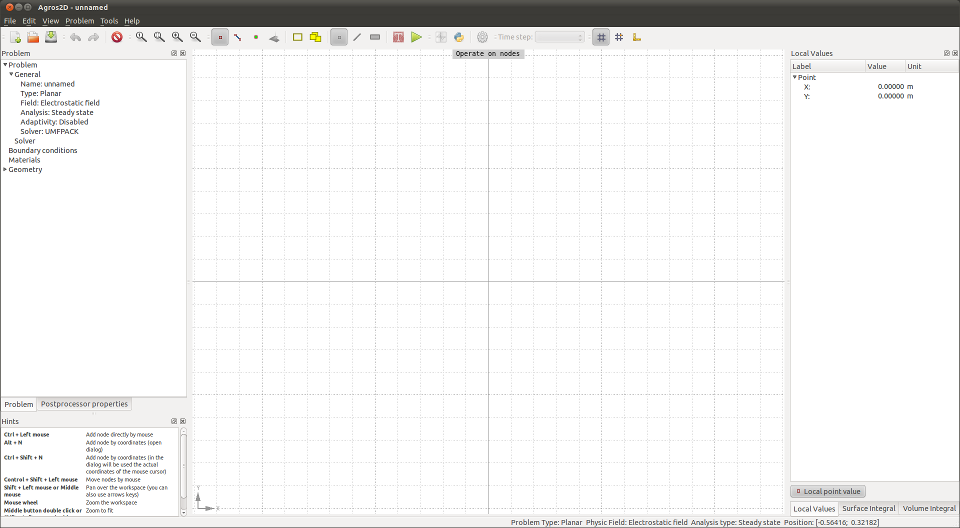 Agros2D - unnamed
File Edit View Problem Tools Help
Time step:
Problem
Problem
General
Name: unnamed
Type: Planar
Field: Electrostatic field
Analysis: Steady state
Adaptivity: Disabled
Solver: UMFPACK
Solver
Boundary conditions
Materials
Geometry
Problem Postprocessor properties
Hints
Ctrl + Left mouse Add node directly by mouse
Alt + N Add node by coordinates (open
dialog)
Ctrl + Shift + N Add node by coordinates (in the
dialog will be used the actual
coordinates of the mouse cursor)
Control + Shift + Left mouse Move nodes by mouse
Shift + Left mouse or Middle Pan over the workspace (you can
mouse also use arrows keys)
Mouse wheel Zoom the workspace
Middle button double click or Zoom to fit
Operate on nodes
Y
X
Local Values
Label Value Unit
Point
X: 0.00000 m
Y: 0.00000 m
Local point value
Local Values Surface Integral Volume Integral
Problem Type: Planar Physic Field: Electrostatic field Analysis type: Steady state Position: [-0.56416; 0.32182]